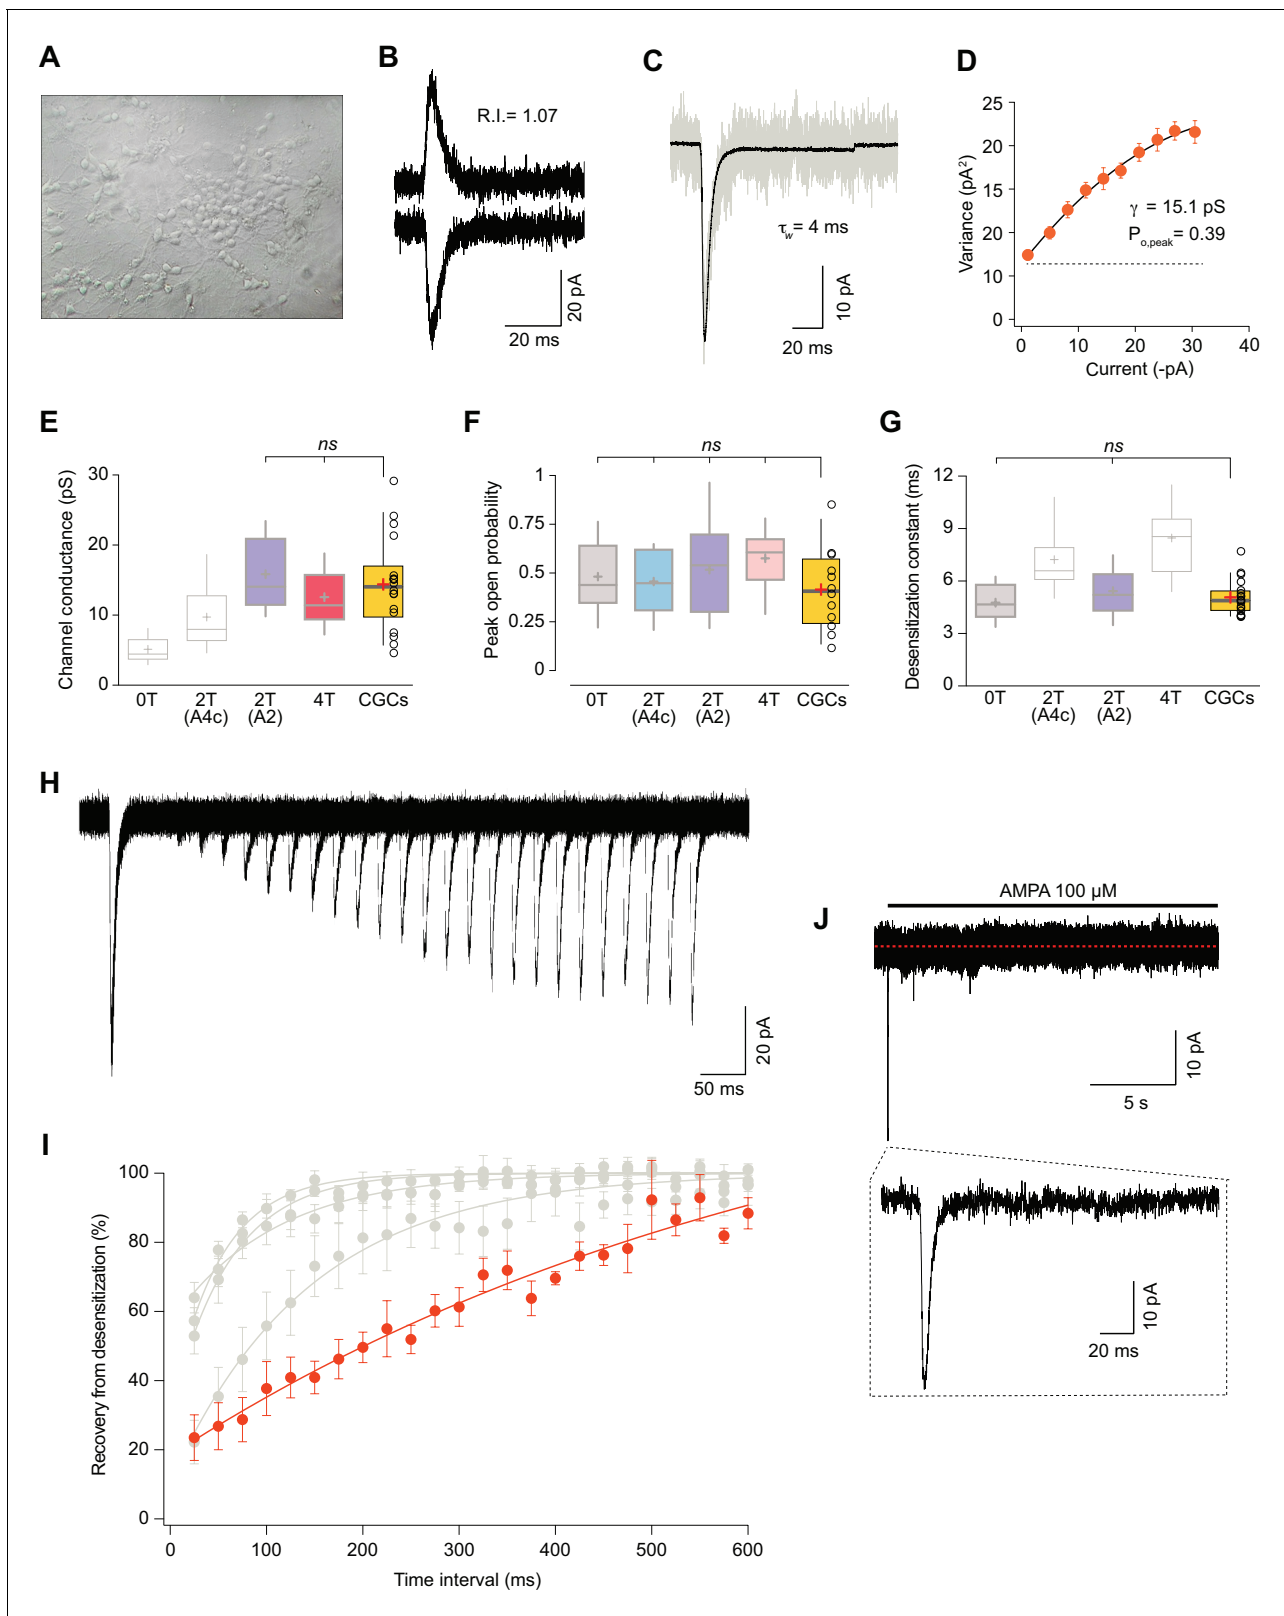 A
B
R.I.= 1.07
20 pA
20 ms
C
τw= 4 ms
10 pA
20 ms
D
Variance (pA²)
25
20
15
20
10
0
γ = 15.1 pS
Po,peak= 0.39
0 10 20 30 40
Current (-pA)
E
ns
Channel conductance (pS)
30
20
10
0
0T 2T (A4c) 2T (A2) 4T CGCs
F
ns
Peak open probability
1
0.75
0.5
0.25
0
0T 2T (A4c) 2T (A2) 4T CGCs
G
ns
Desensitization constant (ms)
12
9
6
3
0
0T 2T (A4c) 2T (A2) 4T CGCs
H
20 pA
50 ms
I
Recovery from desensitization (%)
100
80
60
40
20
0
0 100 200 300 400 500 600
Time interval (ms)
J
AMPA 100 µM
10 pA
5 s
10 pA
20 ms